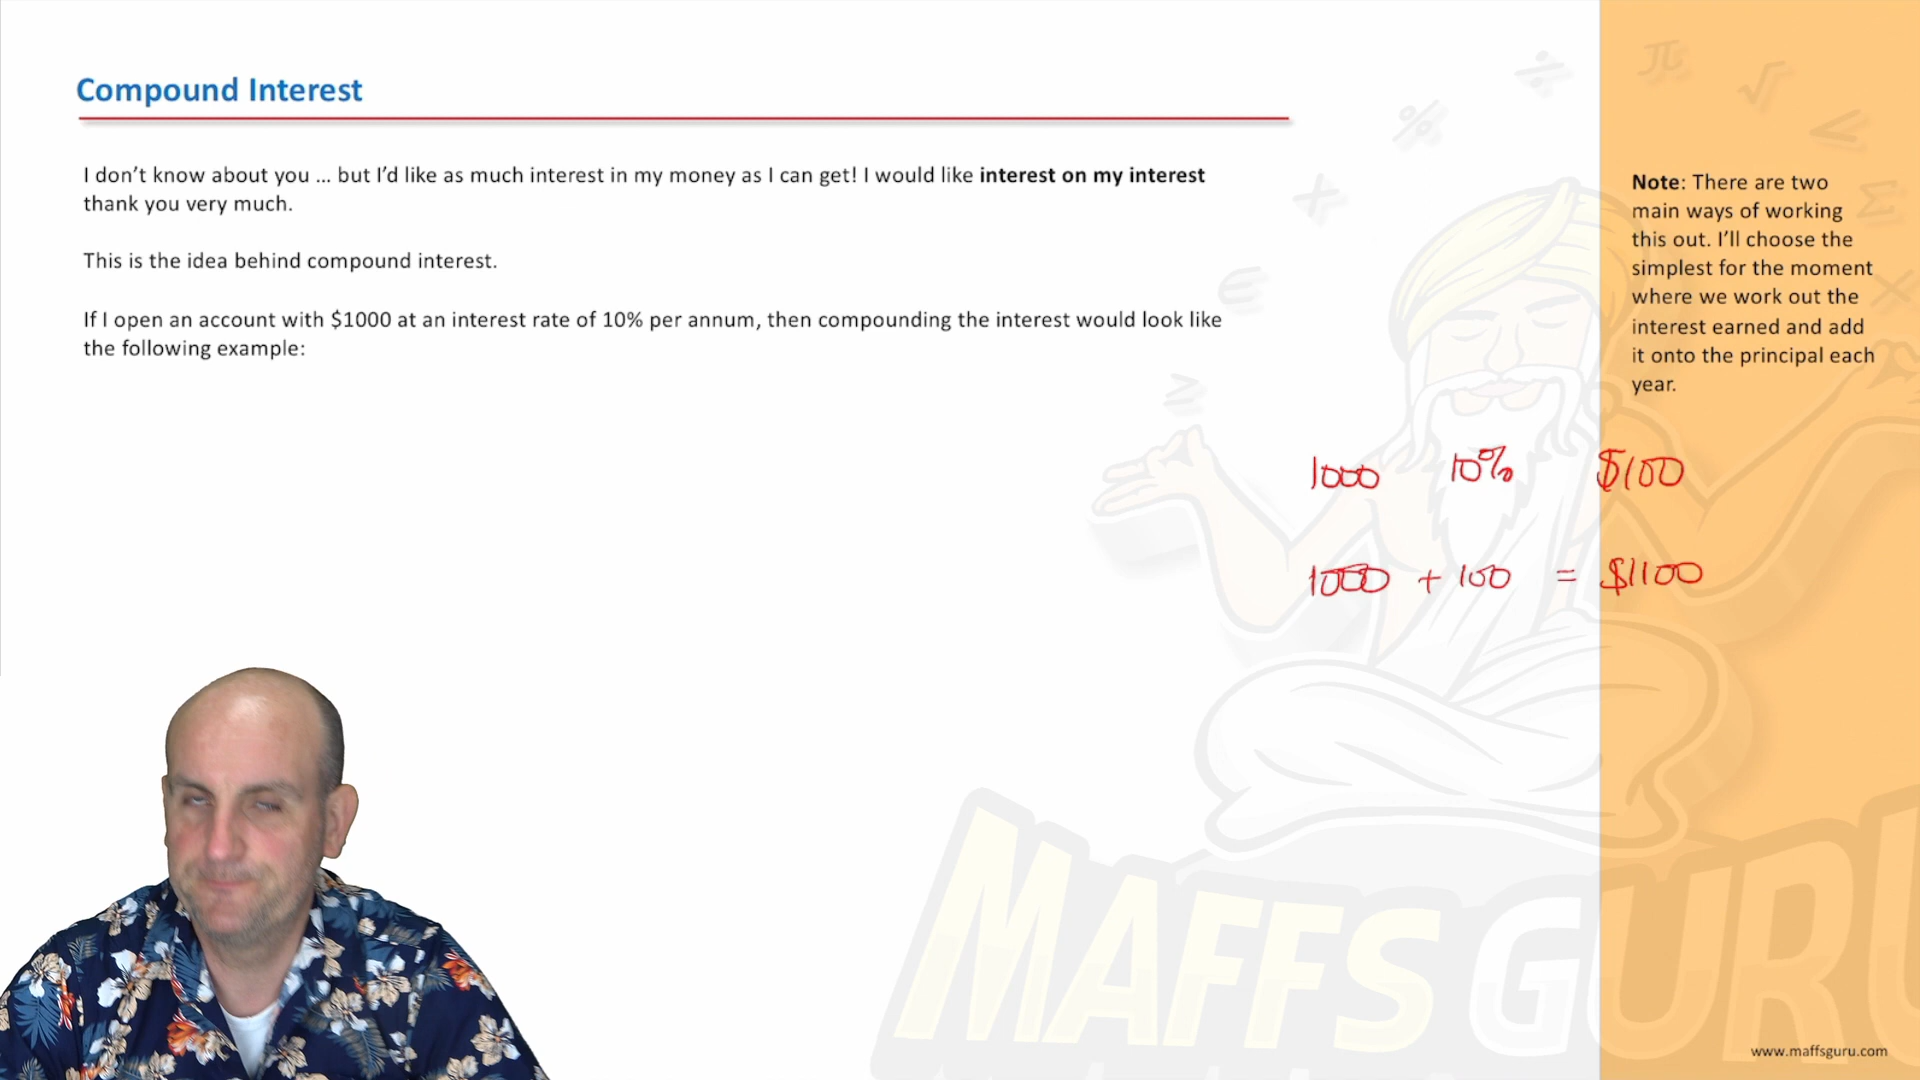 Compound Interest
I don't know about you ... but I'd like as much interest in my money as I can get! I would like interest on my interest
thank you very much.
This is the idea behind compound interest.
If I open an account with $1000 at an interest rate of 10% per annum, then compounding the interest would look like
the following example:
Note: There are two
main ways of working
this out. I'll choose the
simplest for the moment
where we work out the
interest earned and add
it onto the principal each
year.
1000 10% $100
1000 + 100 = $1100
MAFFS GURU
www.maffsguru.com